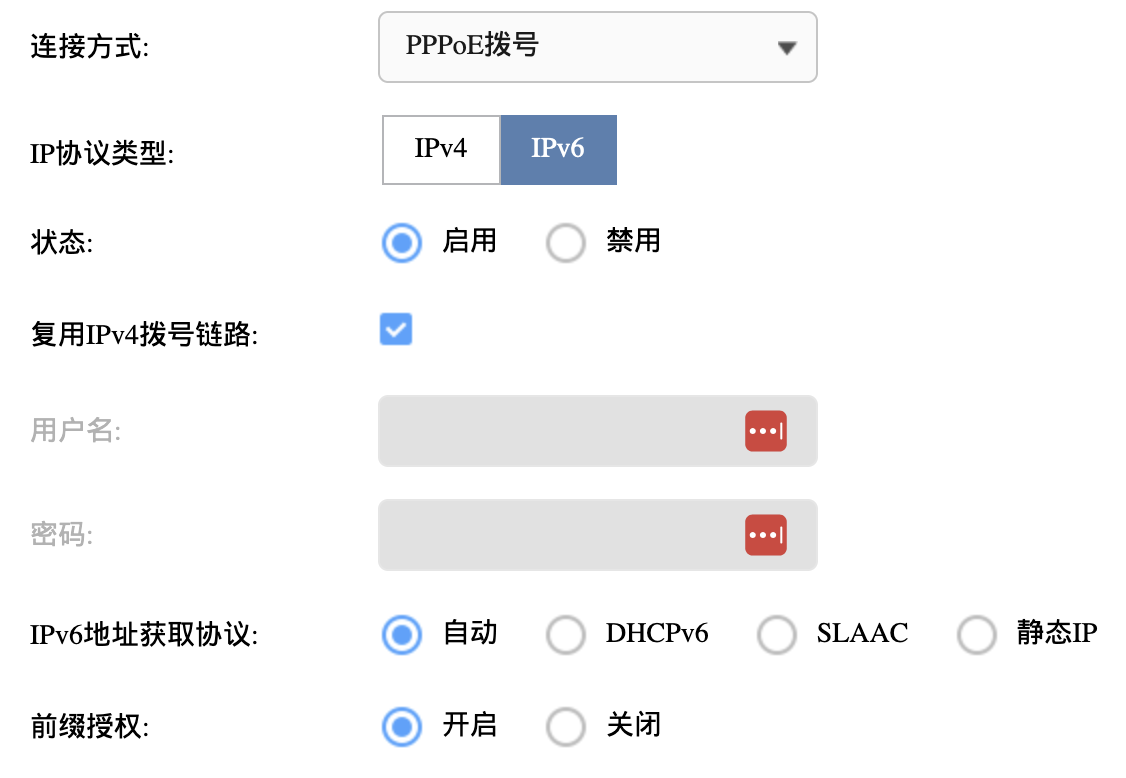 连接方式: PPPoE拨号
IP协议类型: IPv4 IPv6
状态: 启用 禁用
复用IPv4拨号链路:
用户名:
密码:
IPv6地址获取协议: 自动 DHCPv6 SLAAC 静态IP
前缀授权: 开启 关闭